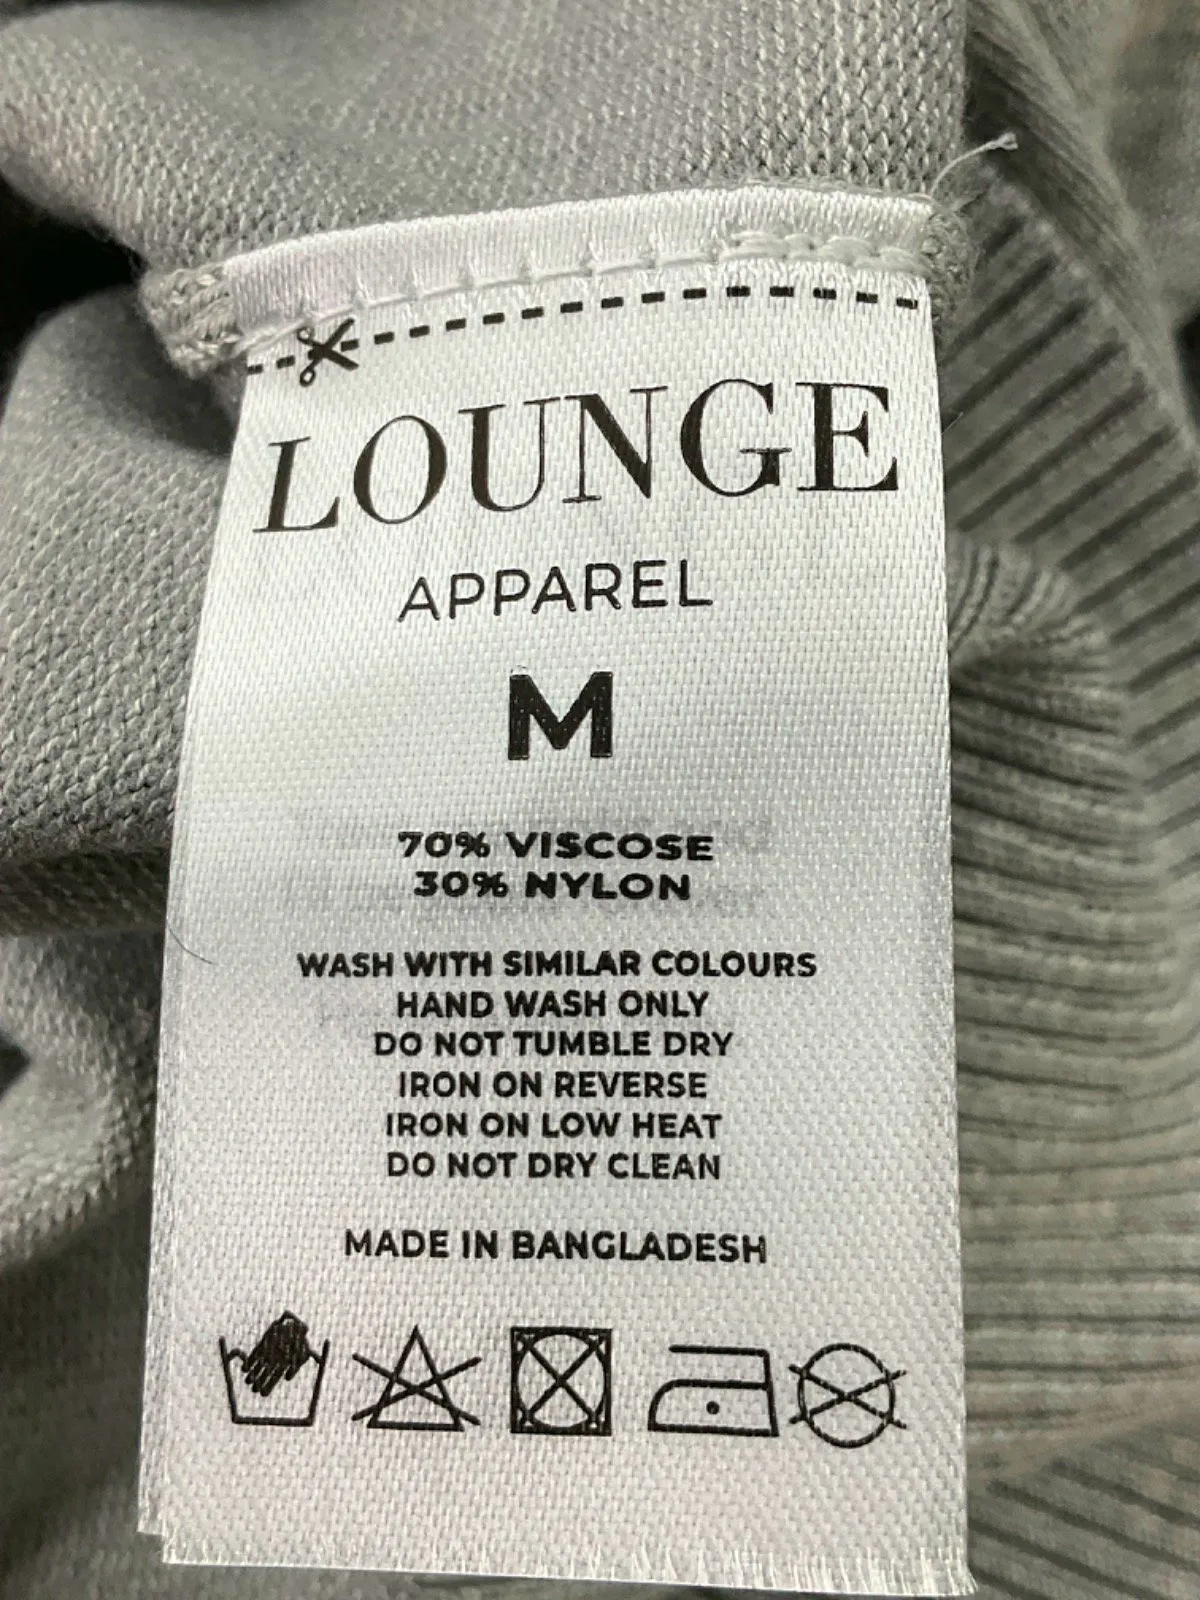 LOUNGE
APPAREL
M
70% VISCOSE
30% NYLON
WASH WITH SIMILAR COLOURS
HAND WASH ONLY
DO NOT TUMBLE DRY
IRON ON REVERSE
IRON ON LOW HEAT
DO NOT DRY CLEAN
MADE IN BANGLADESH